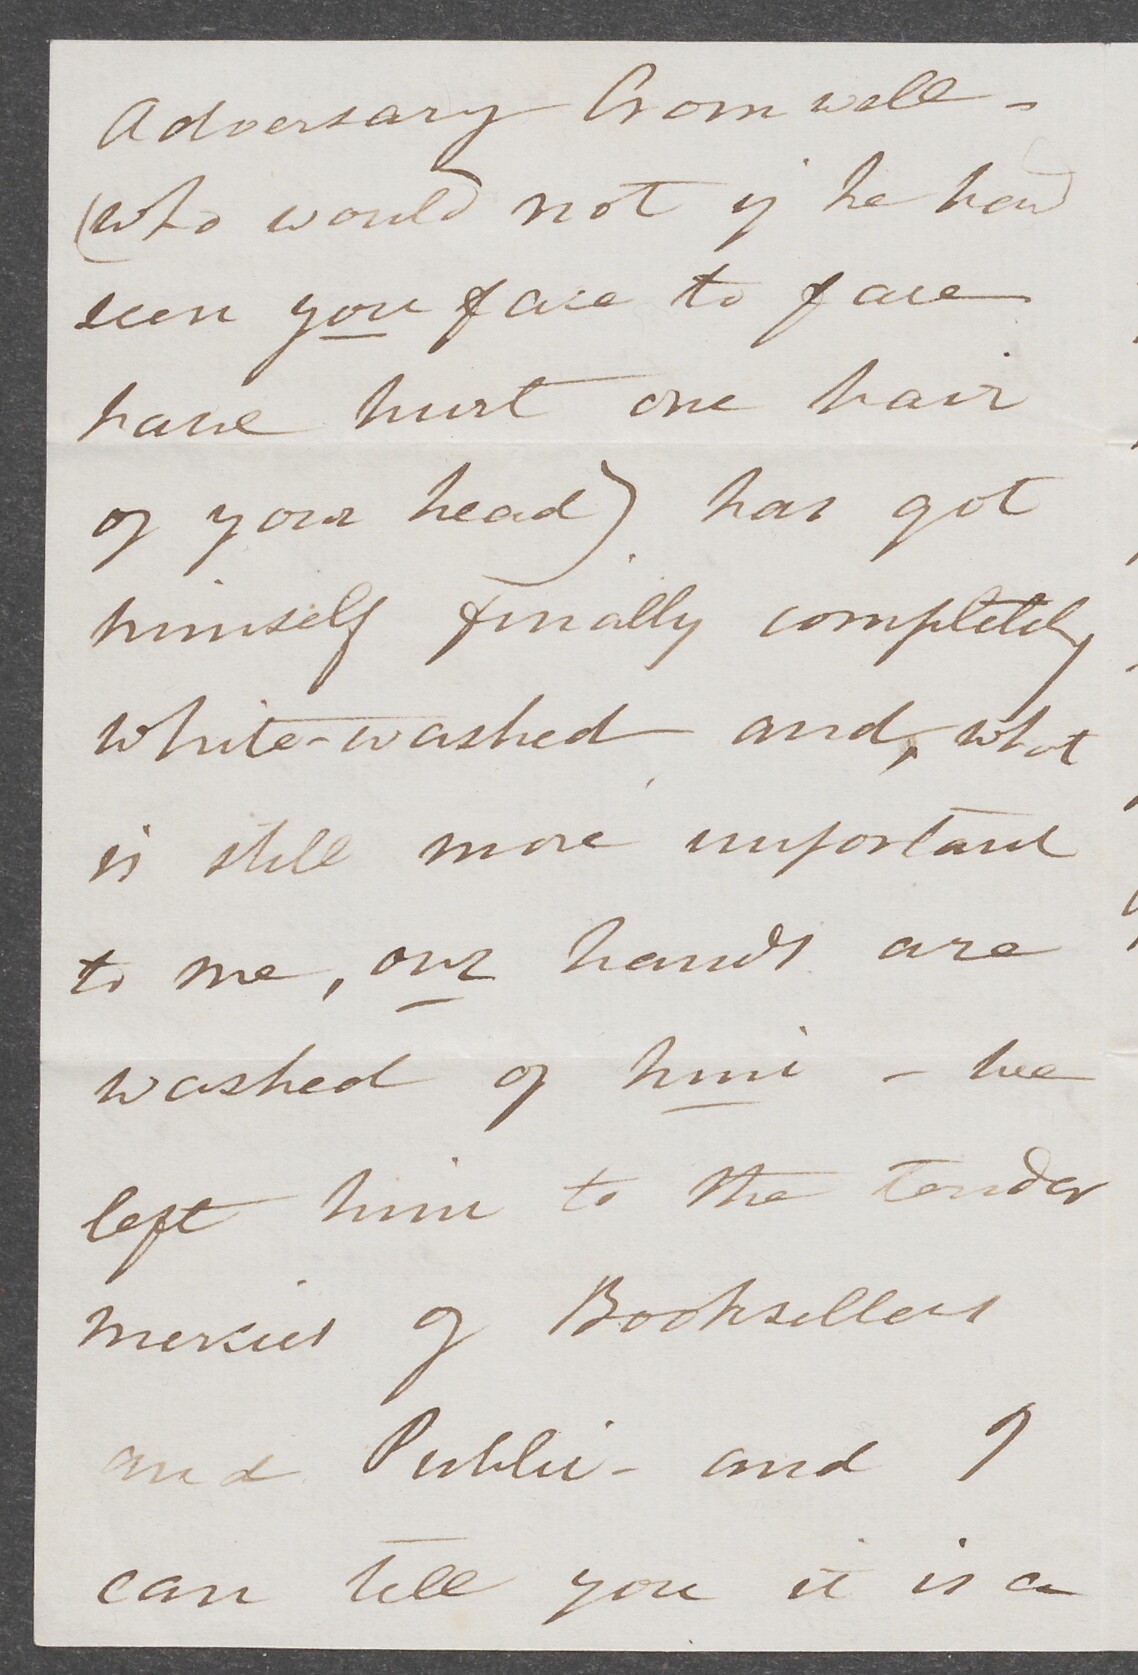 Adversary Cromwell -
(who would not if he had
seen you face to face
have hurt one hair
of your head) has got
himself finally completely
white-washed and, what
is still more important
to me, our hands are
washed of him - we
left him to the tender
mercies of Booksellers
and Public - and I
can tell you it is a